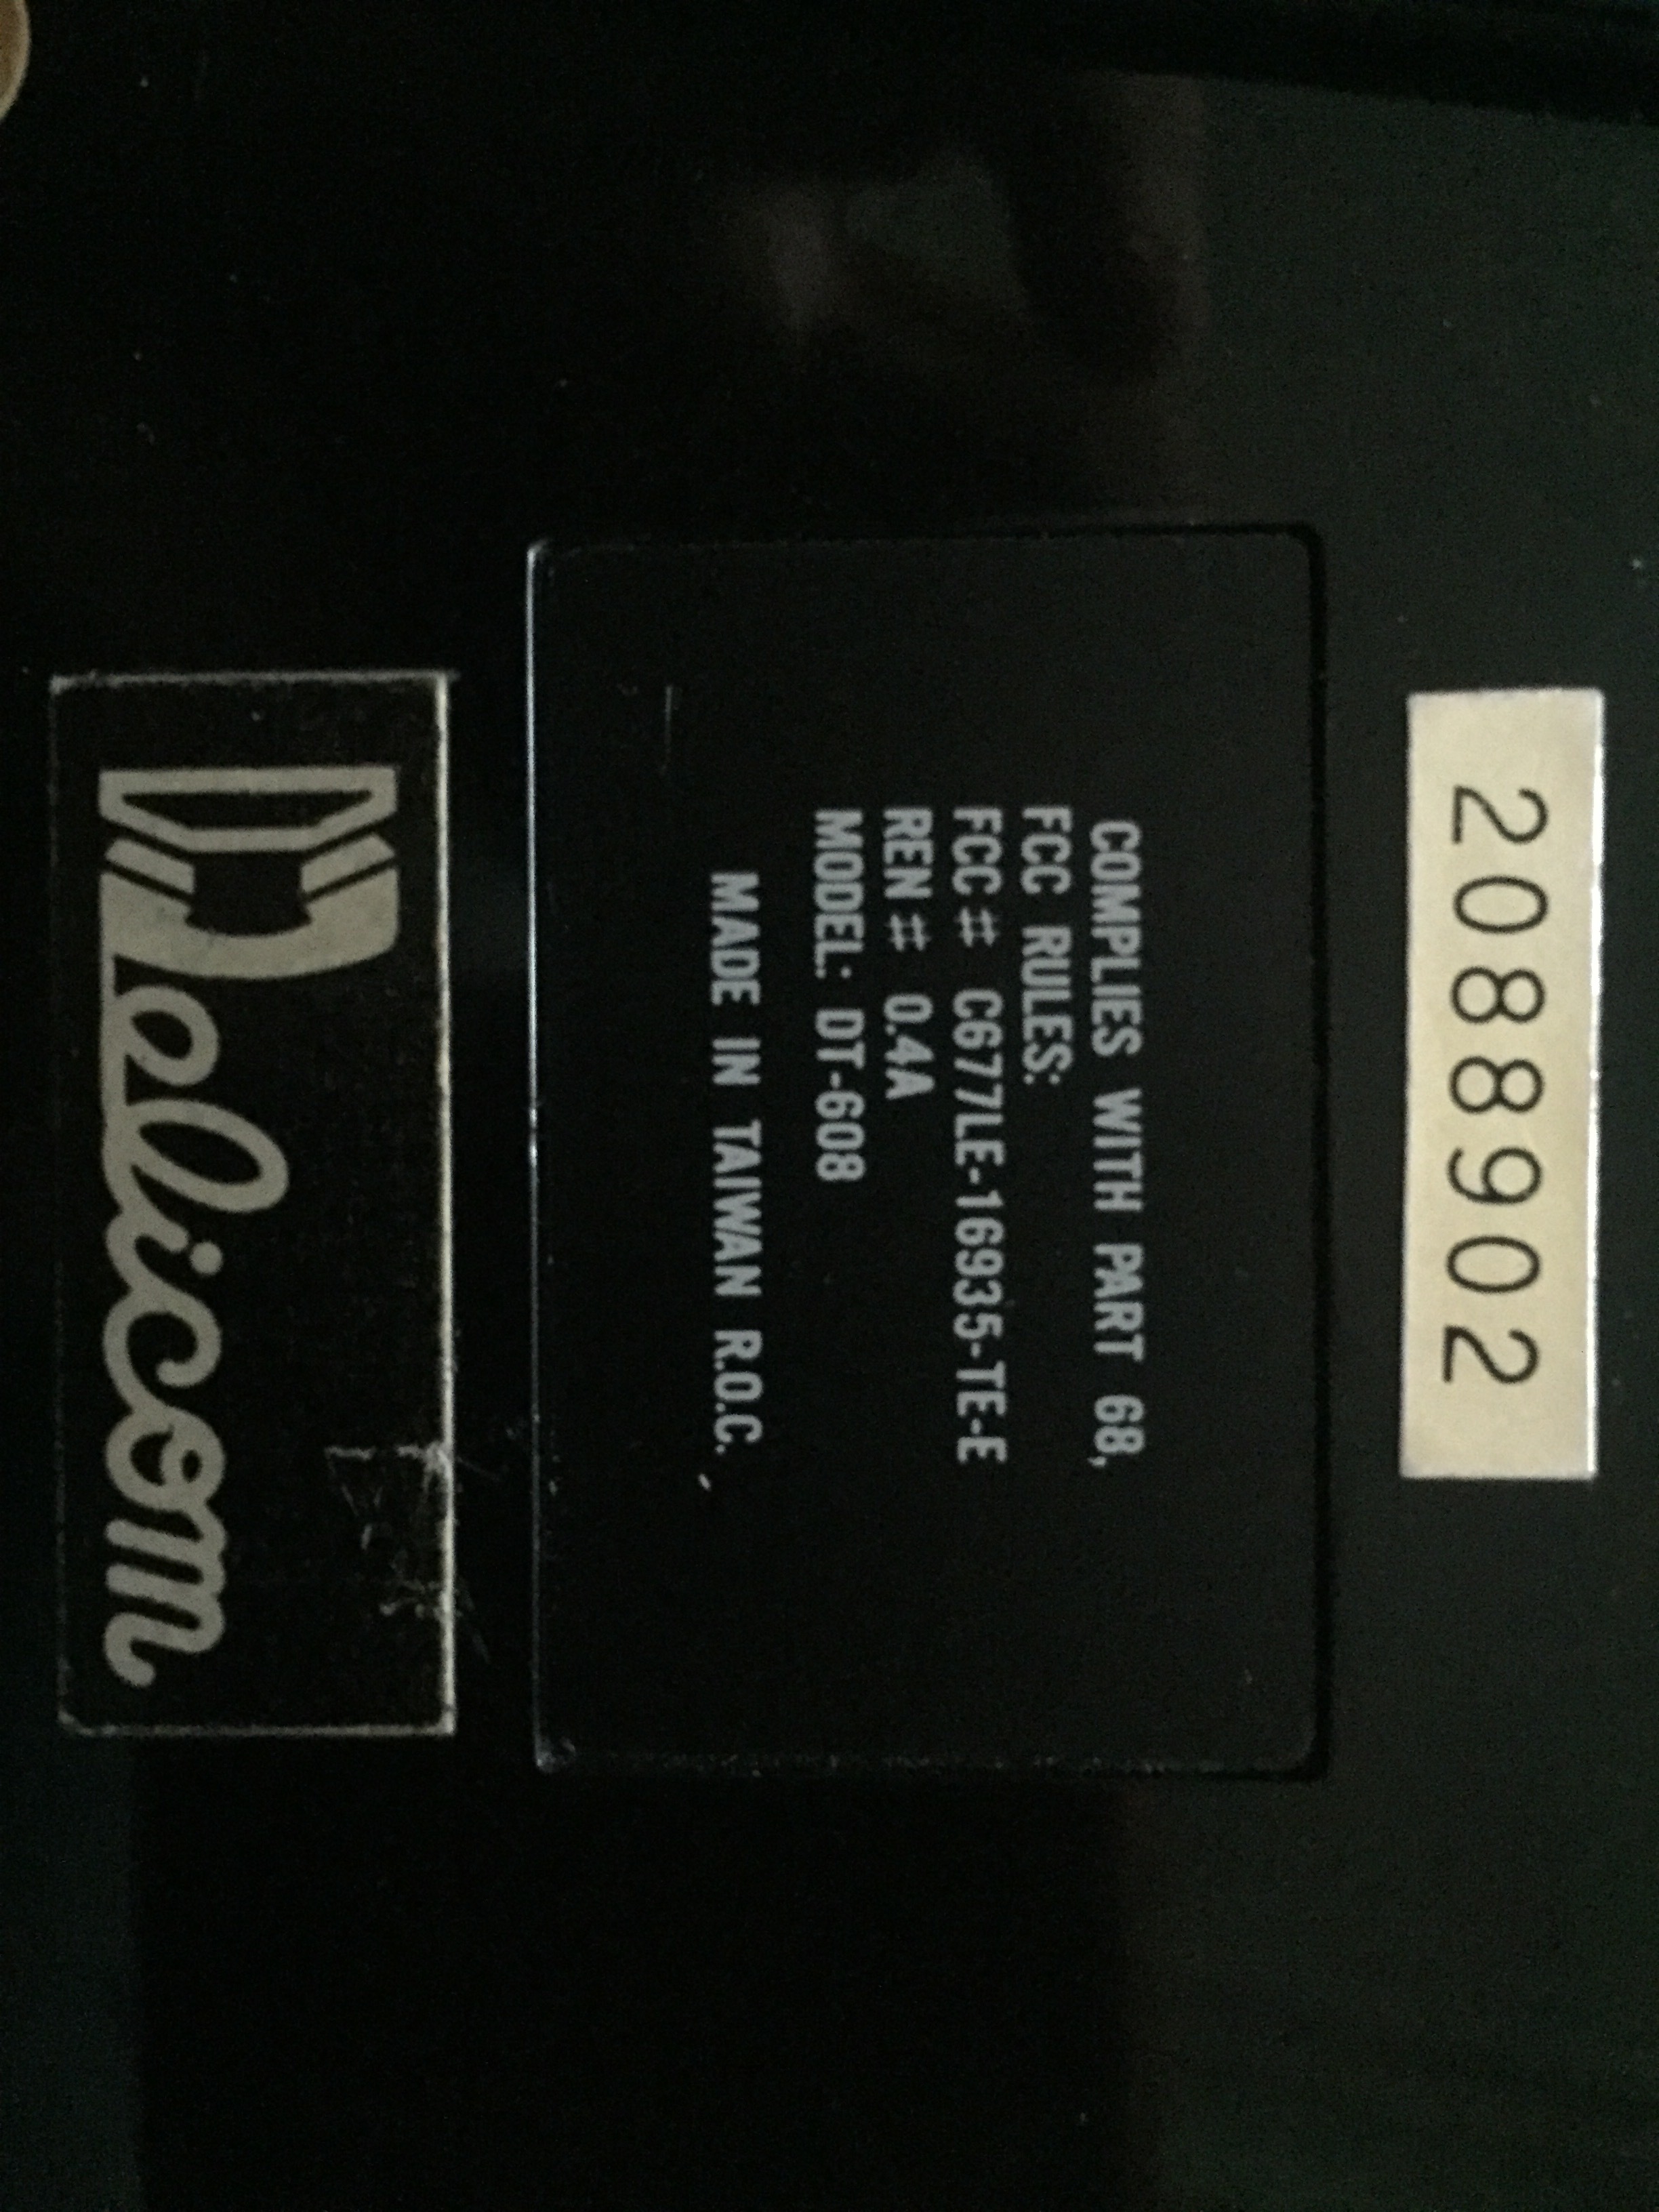 2088902
COMPLIES WITH PART 68,
FCC RULES:
FCC # C677LE-16935-TE-E
REN # 0.4A
MODEL: DT-608
MADE IN TAIWAN R.O.C.
Delicom